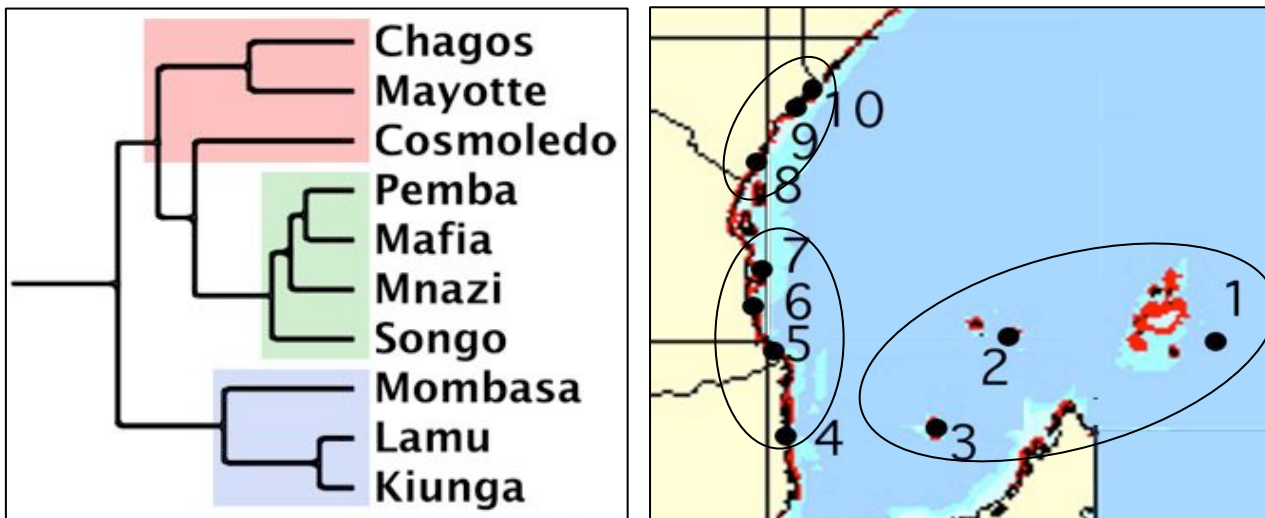 Chagos
Mayotte
Cosmoledo
Pemba
Mafia
Mnazi
Songo
Mombasa
Lamu
Kiunga
10
9
8
7
6
5
4
1
2
3